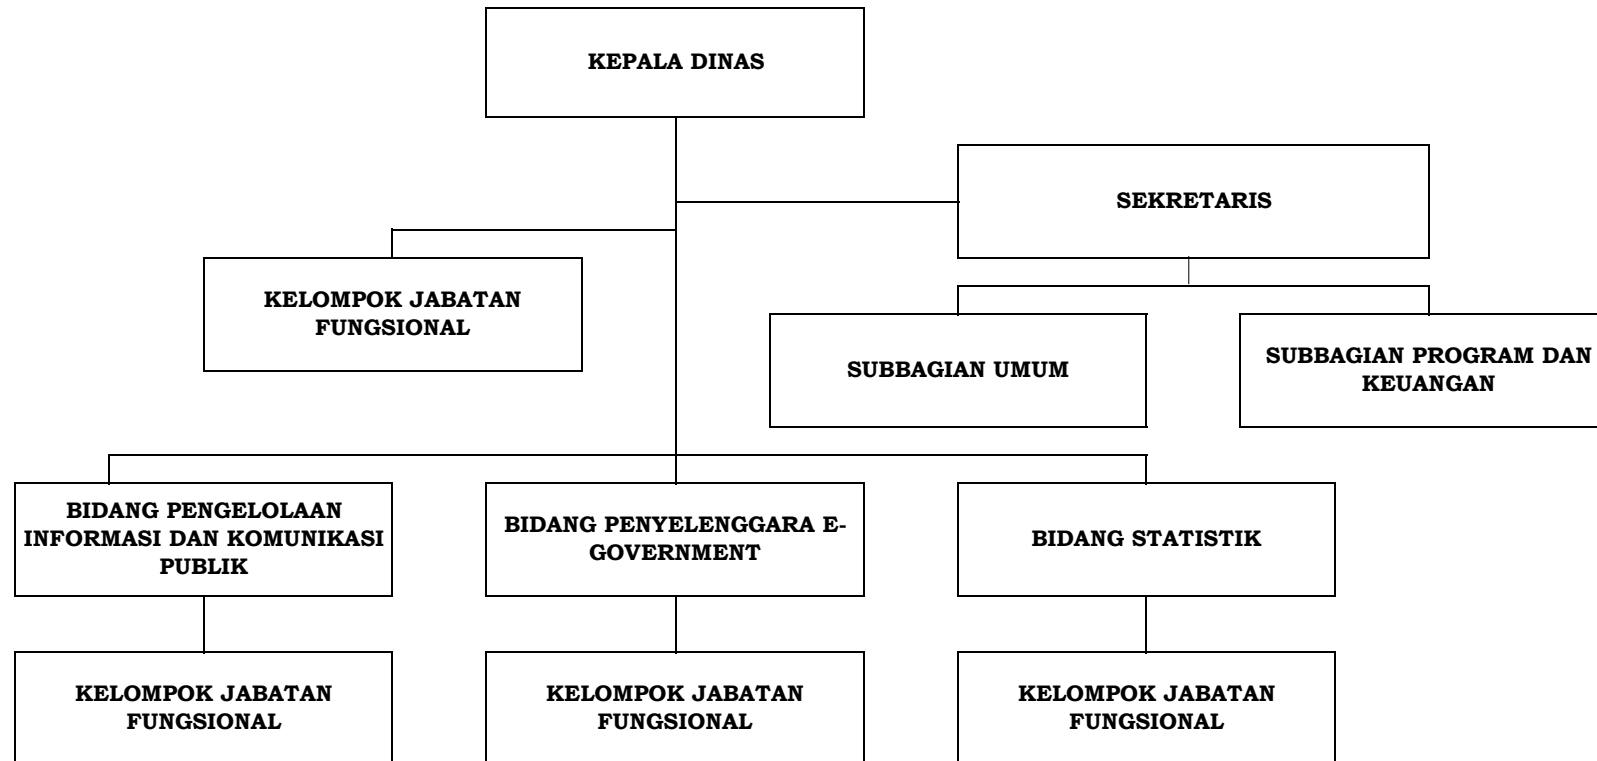 KEPALA DINAS
SEKRETARIS
KELOMPOK JABATAN
FUNGSIONAL
SUBBAGIAN UMUM
SUBBAGIAN PROGRAM DAN
KEUANGAN
BIDANG PENGELOLAAN
INFORMASI DAN KOMUNIKASI
PUBLIK
BIDANG PENYELENGGARA E-
GOVERNMENT
BIDANG STATISTIK
KELOMPOK JABATAN
FUNGSIONAL
KELOMPOK JABATAN
FUNGSIONAL
KELOMPOK JABATAN
FUNGSIONAL